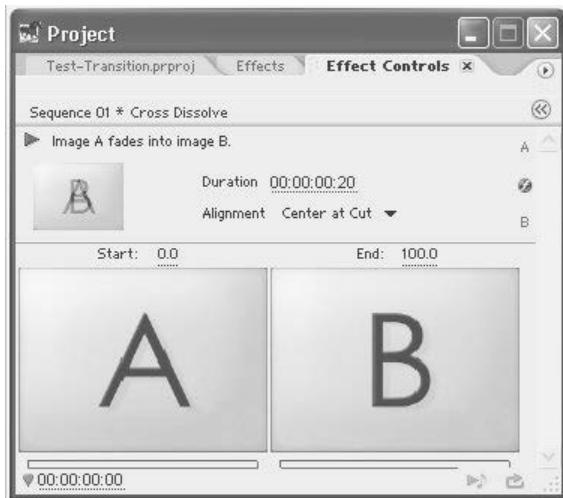 Project
Test-Transition.prproj Effects Effect Controls
Sequence 01 * Cross Dissolve
Image A fades into image B.
A
Duration 00:00:00:20
Alignment Center at Cut
B
Start: 0.0 End: 100.0
A B
00:00:00:00